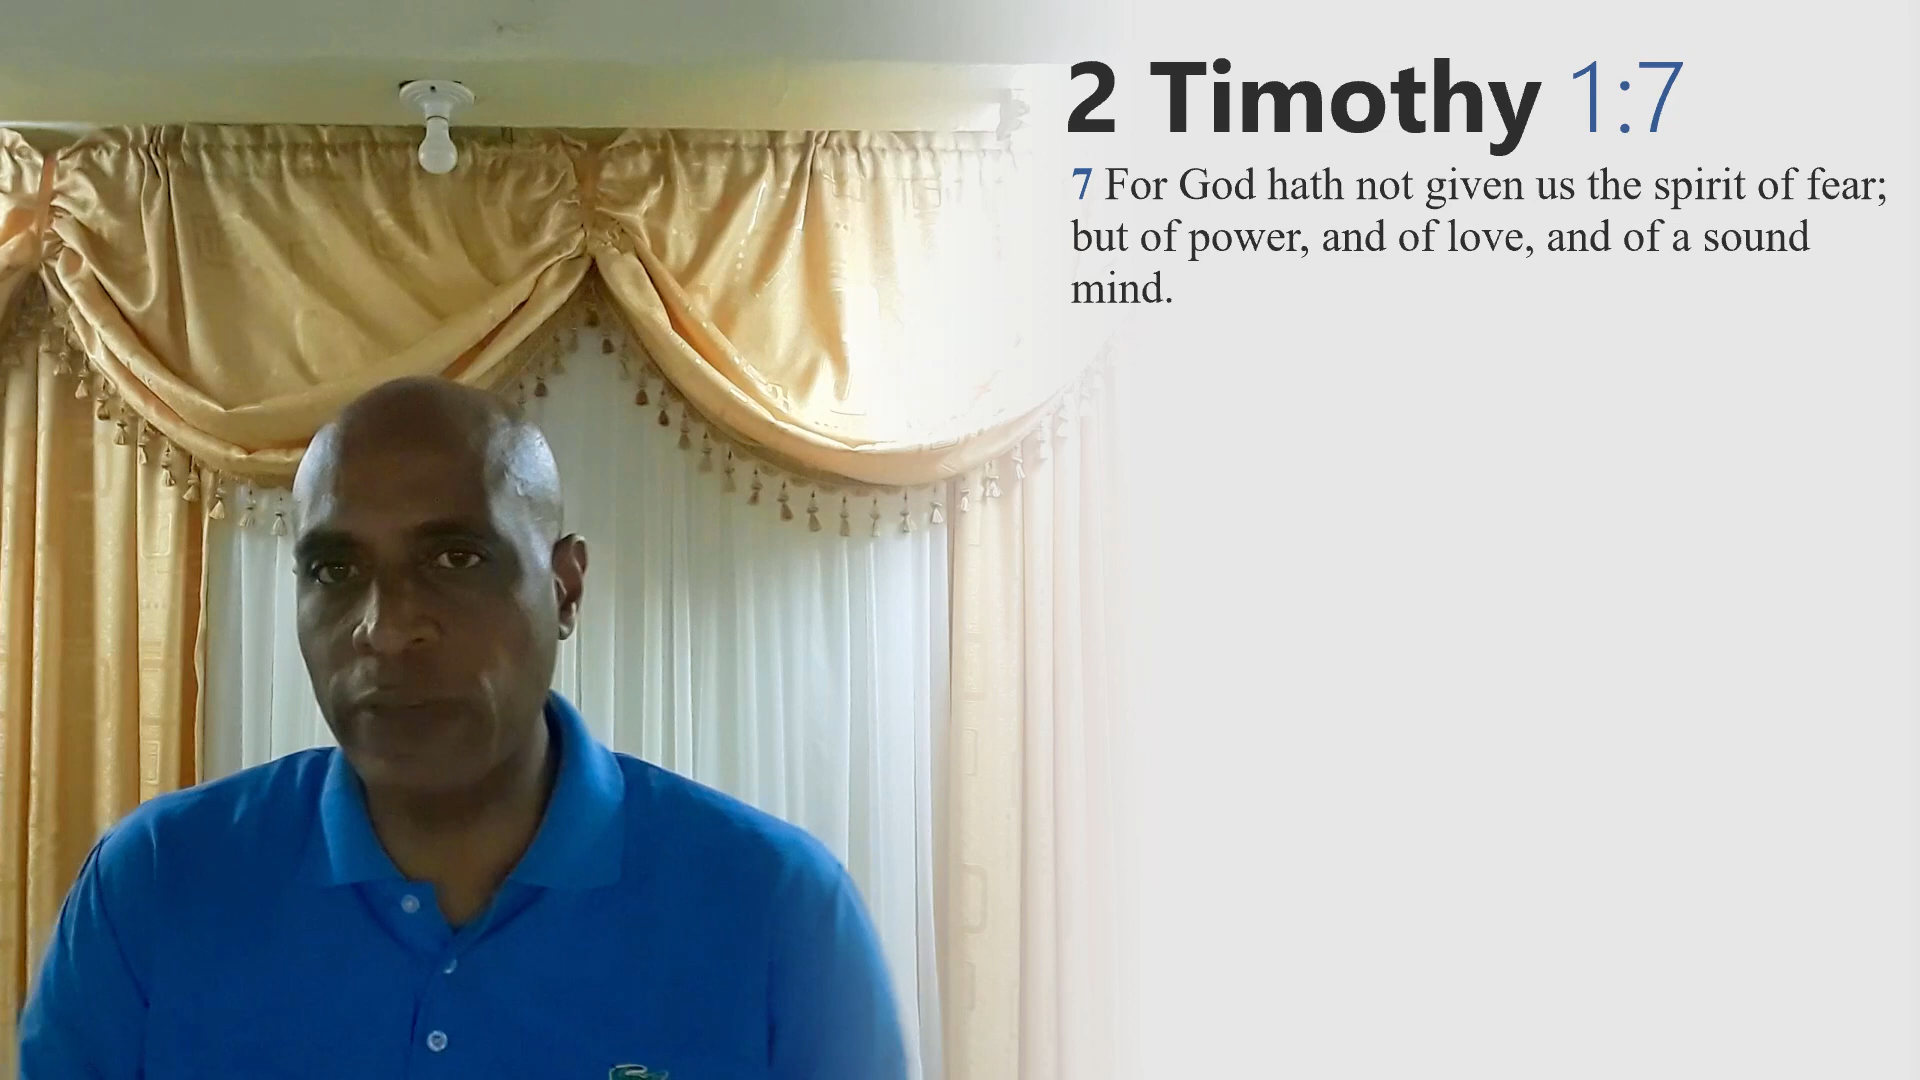 2 Timothy 1:7
7 For God hath not given us the spirit of fear;
but of power, and of love, and of a sound
mind.